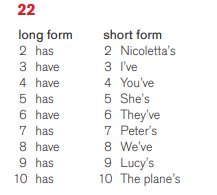 22
long form short form
2 has 2 Nicoletta's
3 have 3 I've
4 have 4 You've
5 has 5 She's
6 have 6 They've
7 has 7 Peter's
8 have 8 We've
9 has 9 Lucy's
10 has 10 The plane's